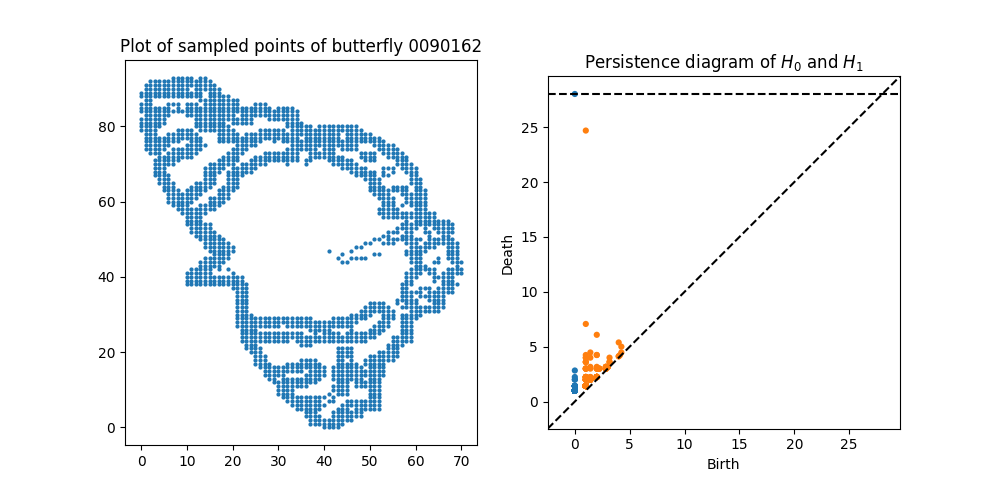 Plot of sampled points of butterfly 0090162
80
60
40
20
0
0 10 20 30 40 50 60 70
Persistence diagram of $H_0$ and $H_1$
Death
25
20
15
10
5
0
0 5 10 15 20 25
Birth